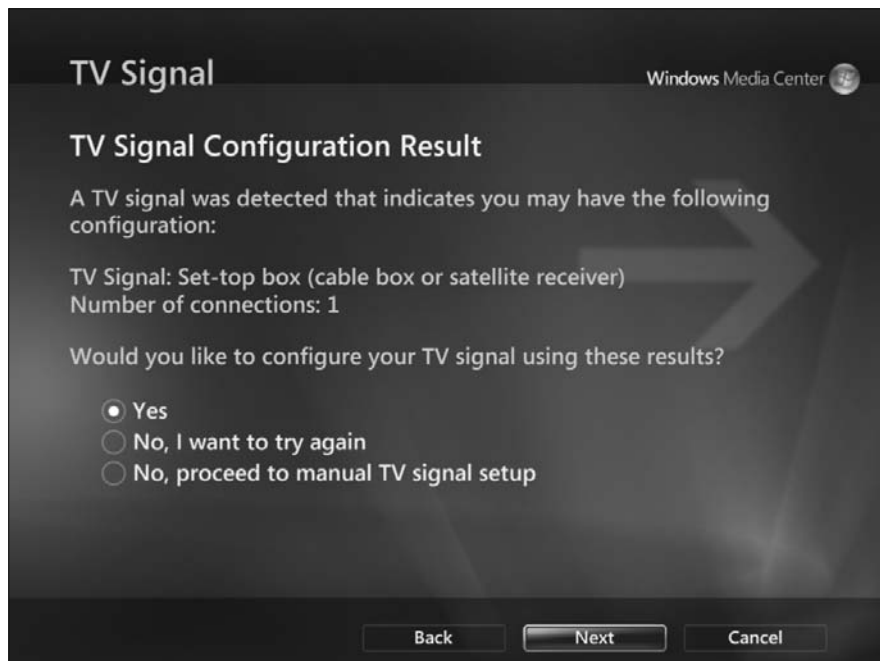 TV Signal
Windows Media Center
TV Signal Configuration Result
A TV signal was detected that indicates you may have the following
configuration:
TV Signal: Set-top box (cable box or satellite receiver)
Number of connections: 1
Would you like to configure your TV signal using these results?
Yes
No, I want to try again
No, proceed to manual TV signal setup
Back
Next
Cancel